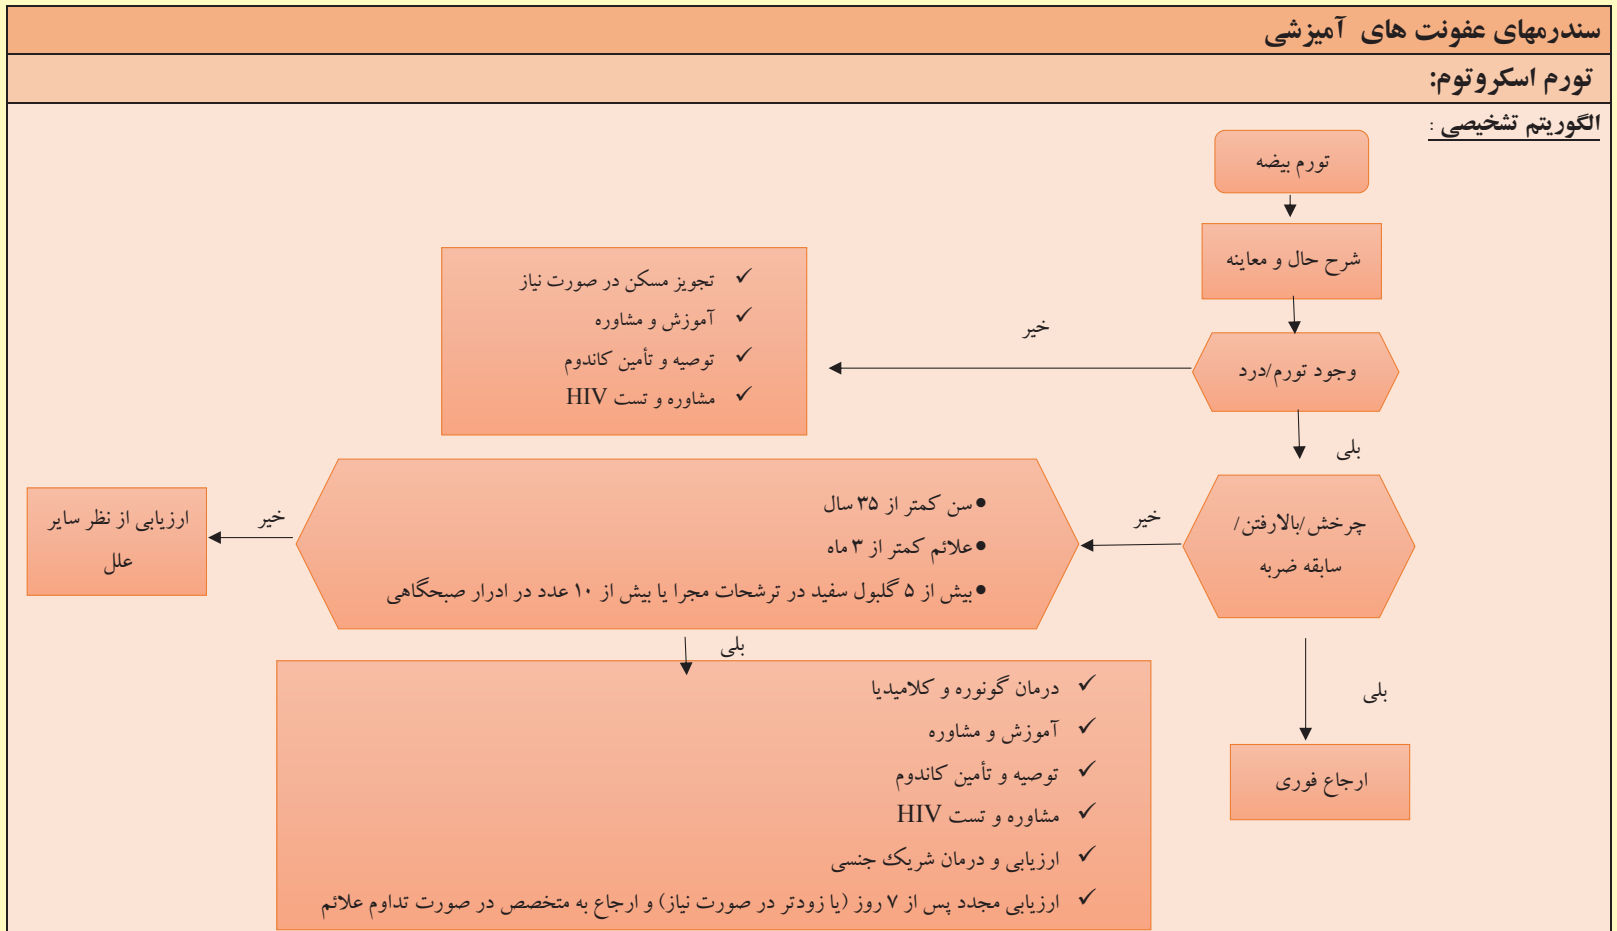 سندرمهای عفونت های آمیزشی
تورم اسکروتوم:
الگوریتم تشخیصی :
تورم بیضه
شرح حال و معاینه
وجود تورم/درد
خیر
✓ تجویز مسکن در صورت نیاز
✓ آموزش و مشاوره
✓ توصیه و تأمین کاندوم
✓ مشاوره و تست HIV
بلی
چرخش/بالارفتن/
سابقه ضربه
خیر
●سن کمتر از ۳۵ سال
●علائم کمتر از ۳ ماه
●بیش از ۵ گلبول سفید در ترشحات مجرا یا بیش از ۱۰ عدد در ادرار صبحگاهی
خیر
ارزیابی از نظر سایر
علل
بلی
ارجاع فوری
بلی
✓ درمان گونوره و کلامیدیا
✓ آموزش و مشاوره
✓ توصیه و تأمین کاندوم
✓ مشاوره و تست HIV
✓ ارزیابی و درمان شریک جنسی
✓ ارزیابی مجدد پس از ۷ روز (یا زودتر در صورت نیاز) و ارجاع به متخصص در صورت تداوم علائم